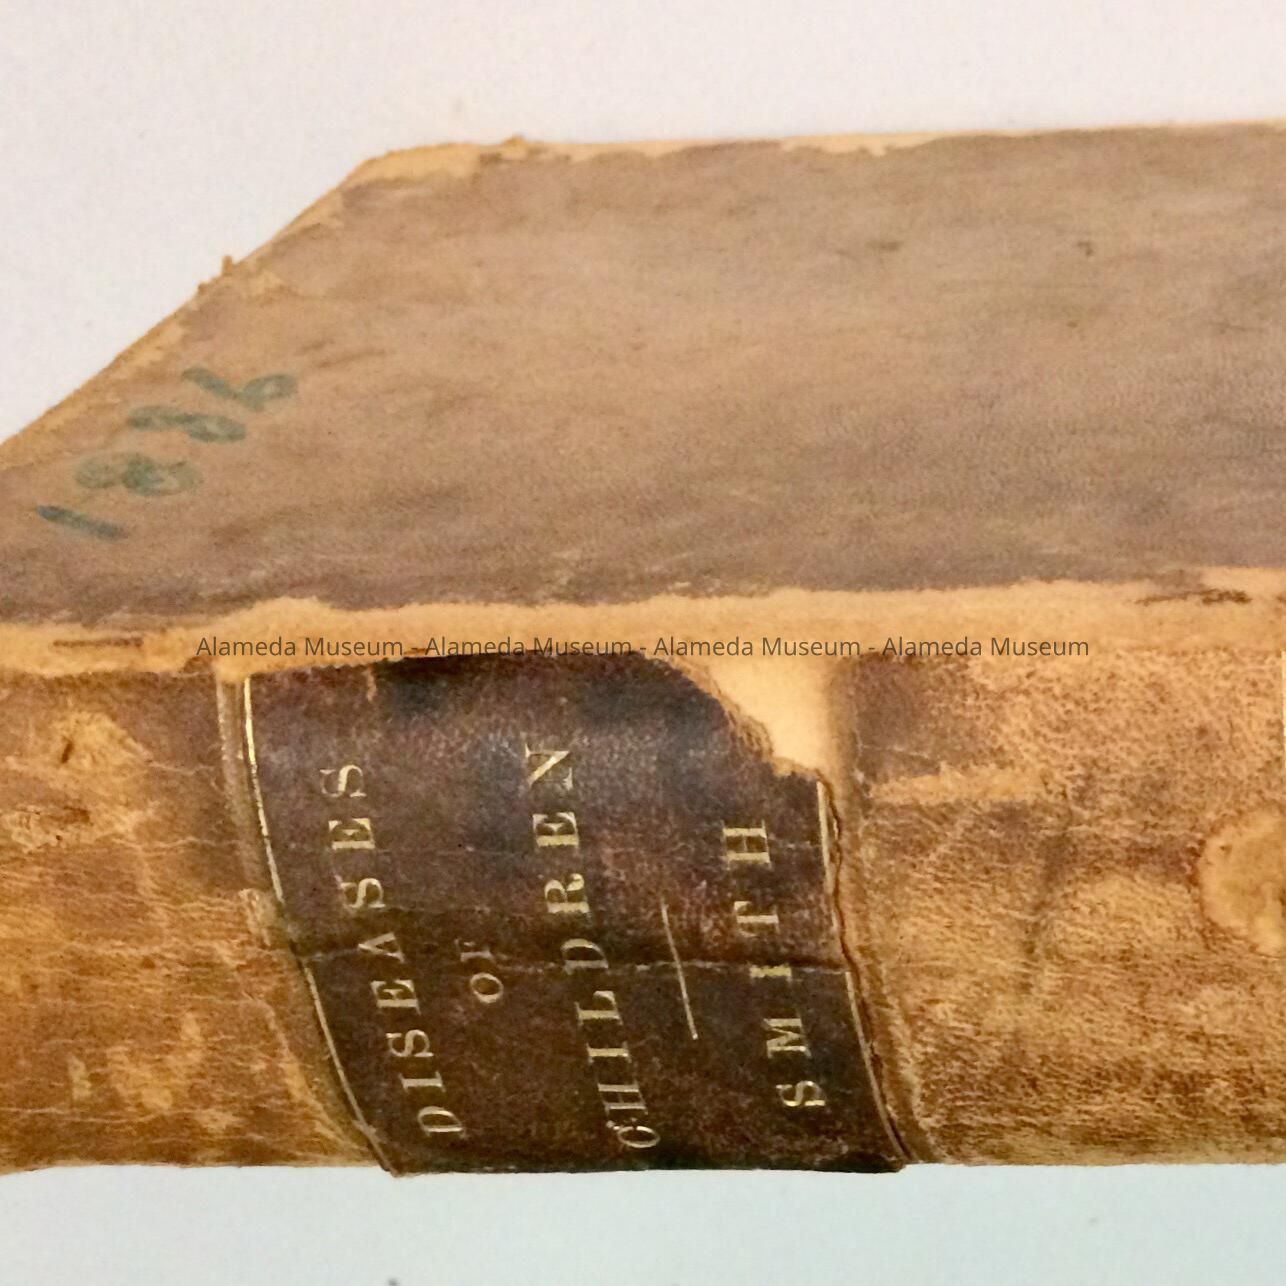 1886
Alameda Museum - Alameda Museum - Alameda Museum - Alameda Museum
DISEASES
OF
CHILDREN
SMITH